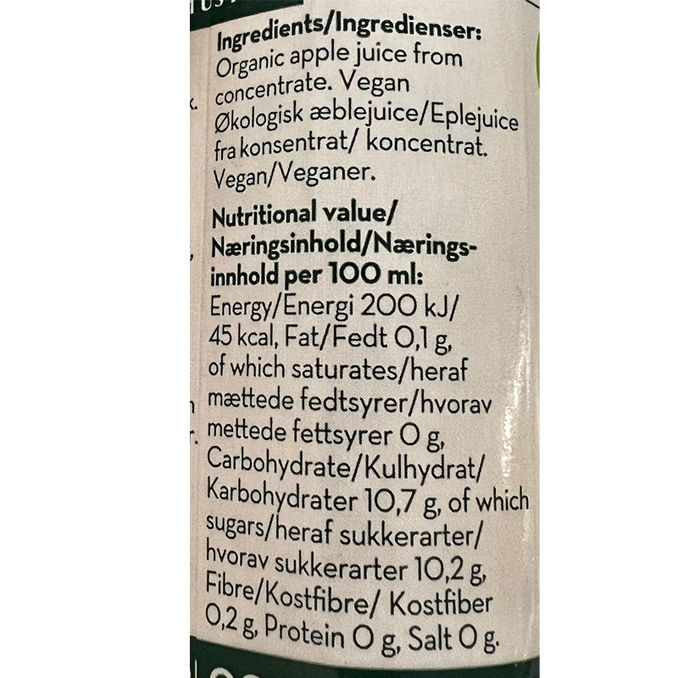 Ingredients/Ingredienser:
Organic apple juice from
concentrate. Vegan
Økologisk æblejuice/Eplejuice
fra konsentrat/ koncentrat.
Vegan/Veganer.
Nutritional value/
Næringsinhold/Nærings-
innhold per 100 ml:
Energy/Energi 200 kJ/
45 kcal, Fat/Fedt 0,1 g,
of which saturates/heraf
mættede fedtsyrer/hvorav
mettede fettsyrer 0 g,
Carbohydrate/Kulhydrat/
Karbohydrater 10,7 g, of which
sugars/heraf sukkerarter/
hvorav sukkerarter 10,2 g,
Fibre/Kostfibre/ Kostfiber
0,2 g, Protein 0 g, Salt 0 g.